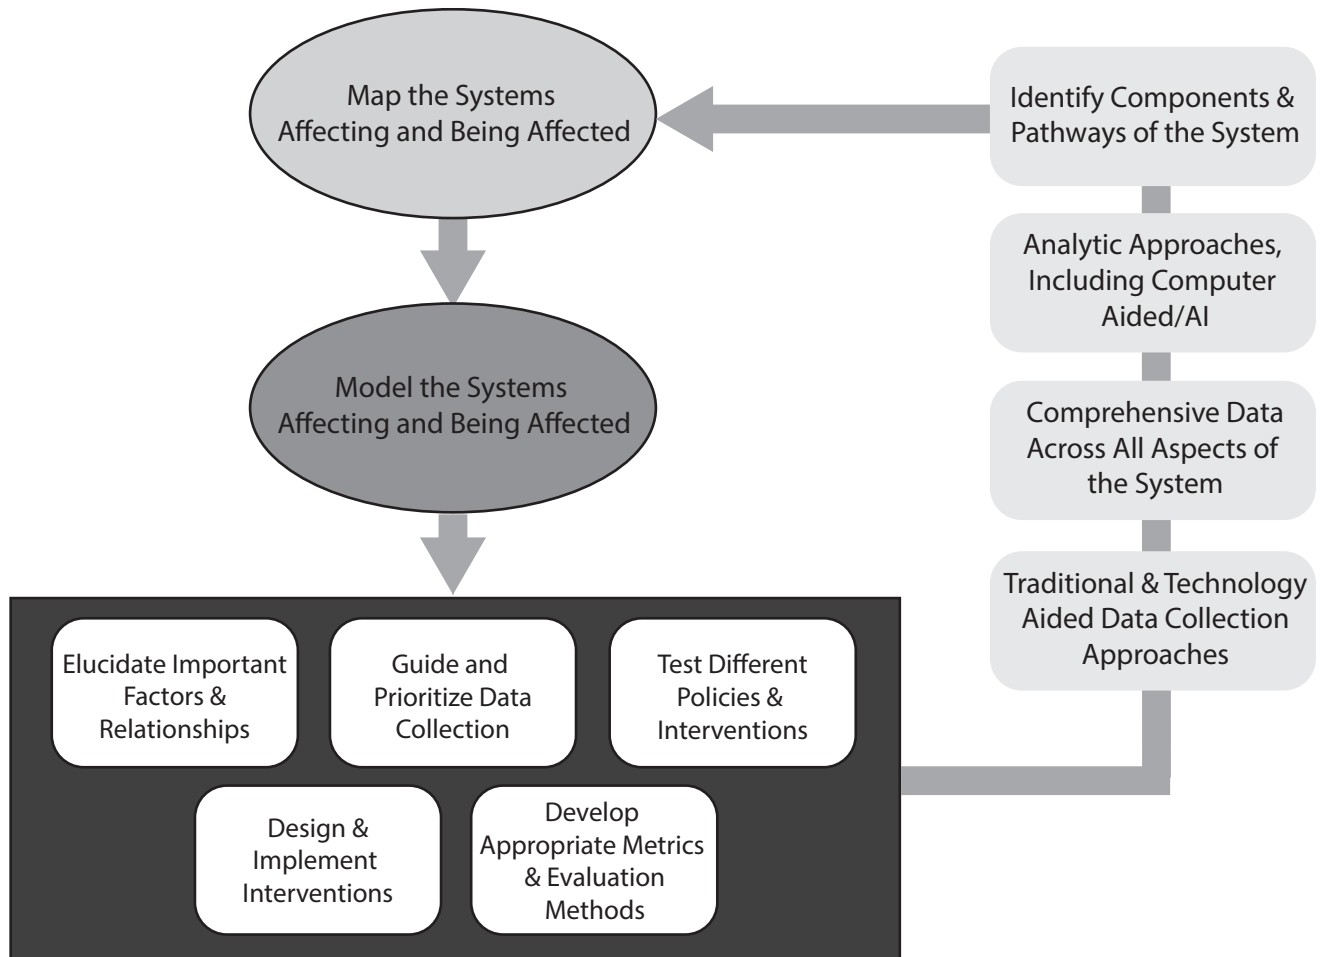 Map the Systems
Affecting and Being Affected
Identify Components &
Pathways of the System
Analytic Approaches,
Including Computer
Aided/AI
Model the Systems
Affecting and Being Affected
Comprehensive Data
Across All Aspects of
the System
Traditional & Technology
Aided Data Collection
Approaches
Elucidate Important
Factors &
Relationships
Guide and
Prioritize Data
Collection
Test Different
Policies &
Interventions
Design &
Implement
Interventions
Develop
Appropriate Metrics
& Evaluation
Methods